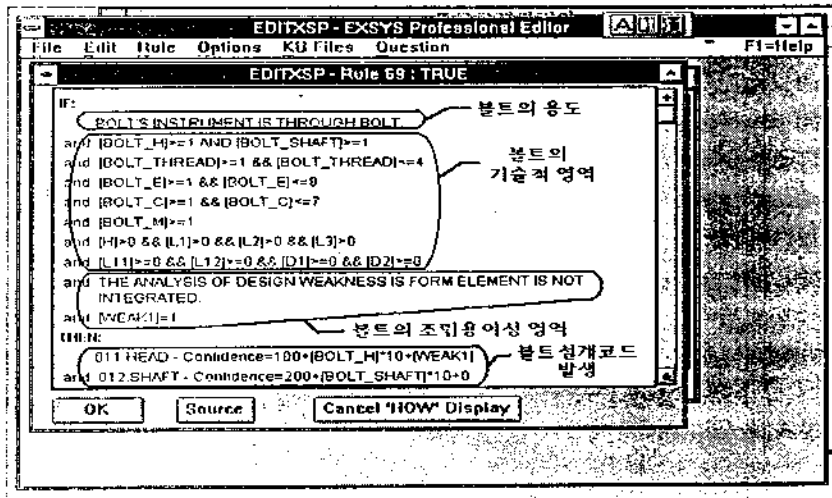 EDITXSP - EXSYS Professional Editor
File Edit Rule Options KB Files Question F1=Help
EDITXSP - Rule 69 : TRUE
IF:
BOLT'S INSTRUMENT IS THROUGH BOLT.
볼트의 용도
and [BOLT_H]>=1 AND [BOLT_SHAFT]>=1
and [BOLT_THREAD]>=1 && [BOLT_THREAD]<=4
볼트의
기술적 영역
and [BOLT_E]>=1 && [BOLT_E]<=8
and [BOLT_C]>=1 && [BOLT_C]<=7
and [BOLT_M]>=1
and [H]>0 && [L1]>0 && [L2]>0 && [L3]>0
and [L11]>=0 && [L12]>=0 && [D1]>=0 && [D2]>=0
and THE ANALYSIS OF DESIGN WEAKNESS IS FORM ELEMENT IS NOT
INTEGRATED.
and [WEAK1]=1
볼트의 조립용이성 영역
THEN:
011.HEAD - Confidence=100+[BOLT_H]*10+[WEAK1]
볼트설계코드
발생
and 012.SHAFT - Confidence=200+[BOLT_SHAFT]*10+0
OK Source Cancel "HOW" Display